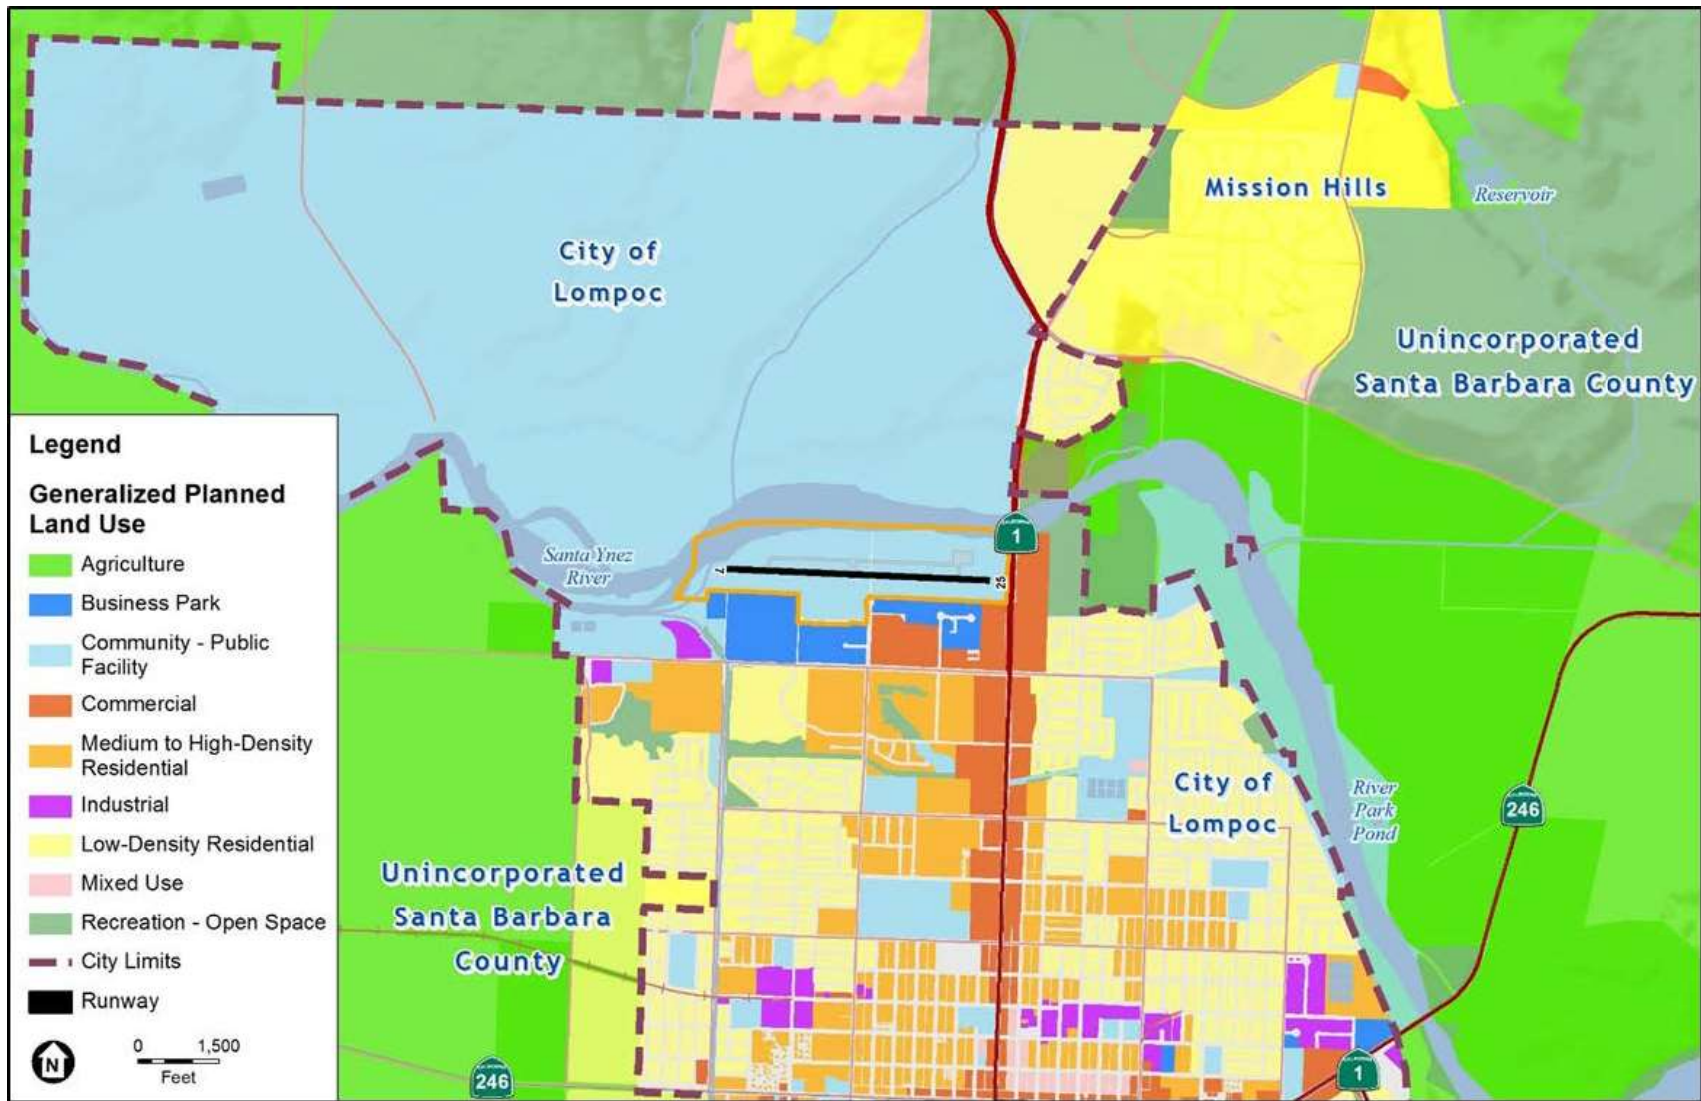 Mission Hills
Reservoir
City of
Lompoc
Unincorporated
Santa Barbara County
Legend
Generalized Planned
Land Use
Agriculture
Business Park
Community - Public
Facility
Commercial
Medium to High-Density
Residential
Industrial
Low-Density Residential
Mixed Use
Recreation - Open Space
City Limits
Runway
N
0 1,500
Feet
Santa Ynez
River
7
25
1
City of
Lompoc
River
Park
Pond
246
Unincorporated
Santa Barbara
County
246
1